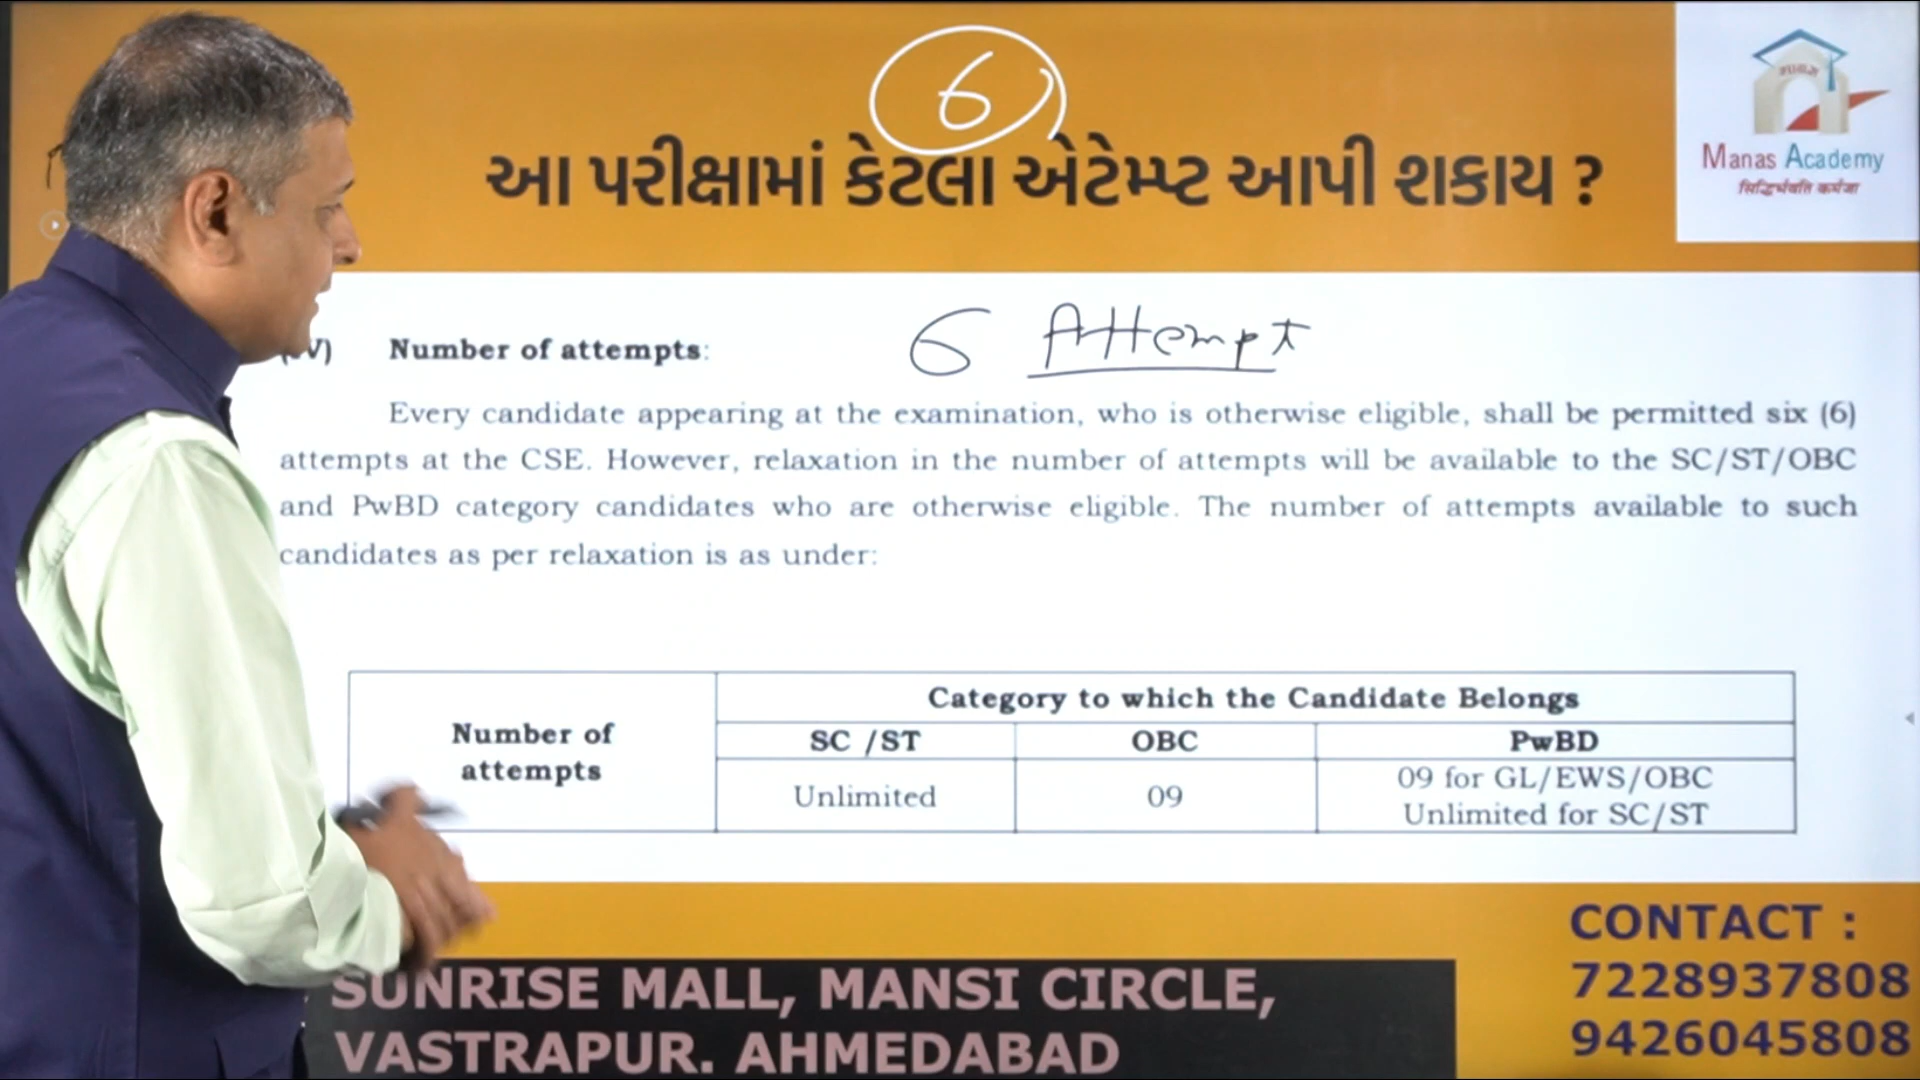 6
આ પરીક્ષામાં કેટલા એટેમ્પ્ટ આપી શકાય ?
Manas Academy
सिद्धिर्भवति कर्मजा
Number of attempts:
6 Attempt
Every candidate appearing at the examination, who is otherwise eligible, shall be permitted six (6)
attempts at the CSE. However, relaxation in the number of attempts will be available to the SC/ST/OBC
and PwBD category candidates who are otherwise eligible. The number of attempts available to such
candidates as per relaxation is as under:
Number of
attempts
Category to which the Candidate Belongs
SC /ST
OBC
PwBD
Unlimited
09
09 for GL/EWS/OBC
Unlimited for SC/ST
SUNRISE MALL, MANSI CIRCLE,
VASTRAPUR. AHMEDABAD
CONTACT :
7228937808
9426045808